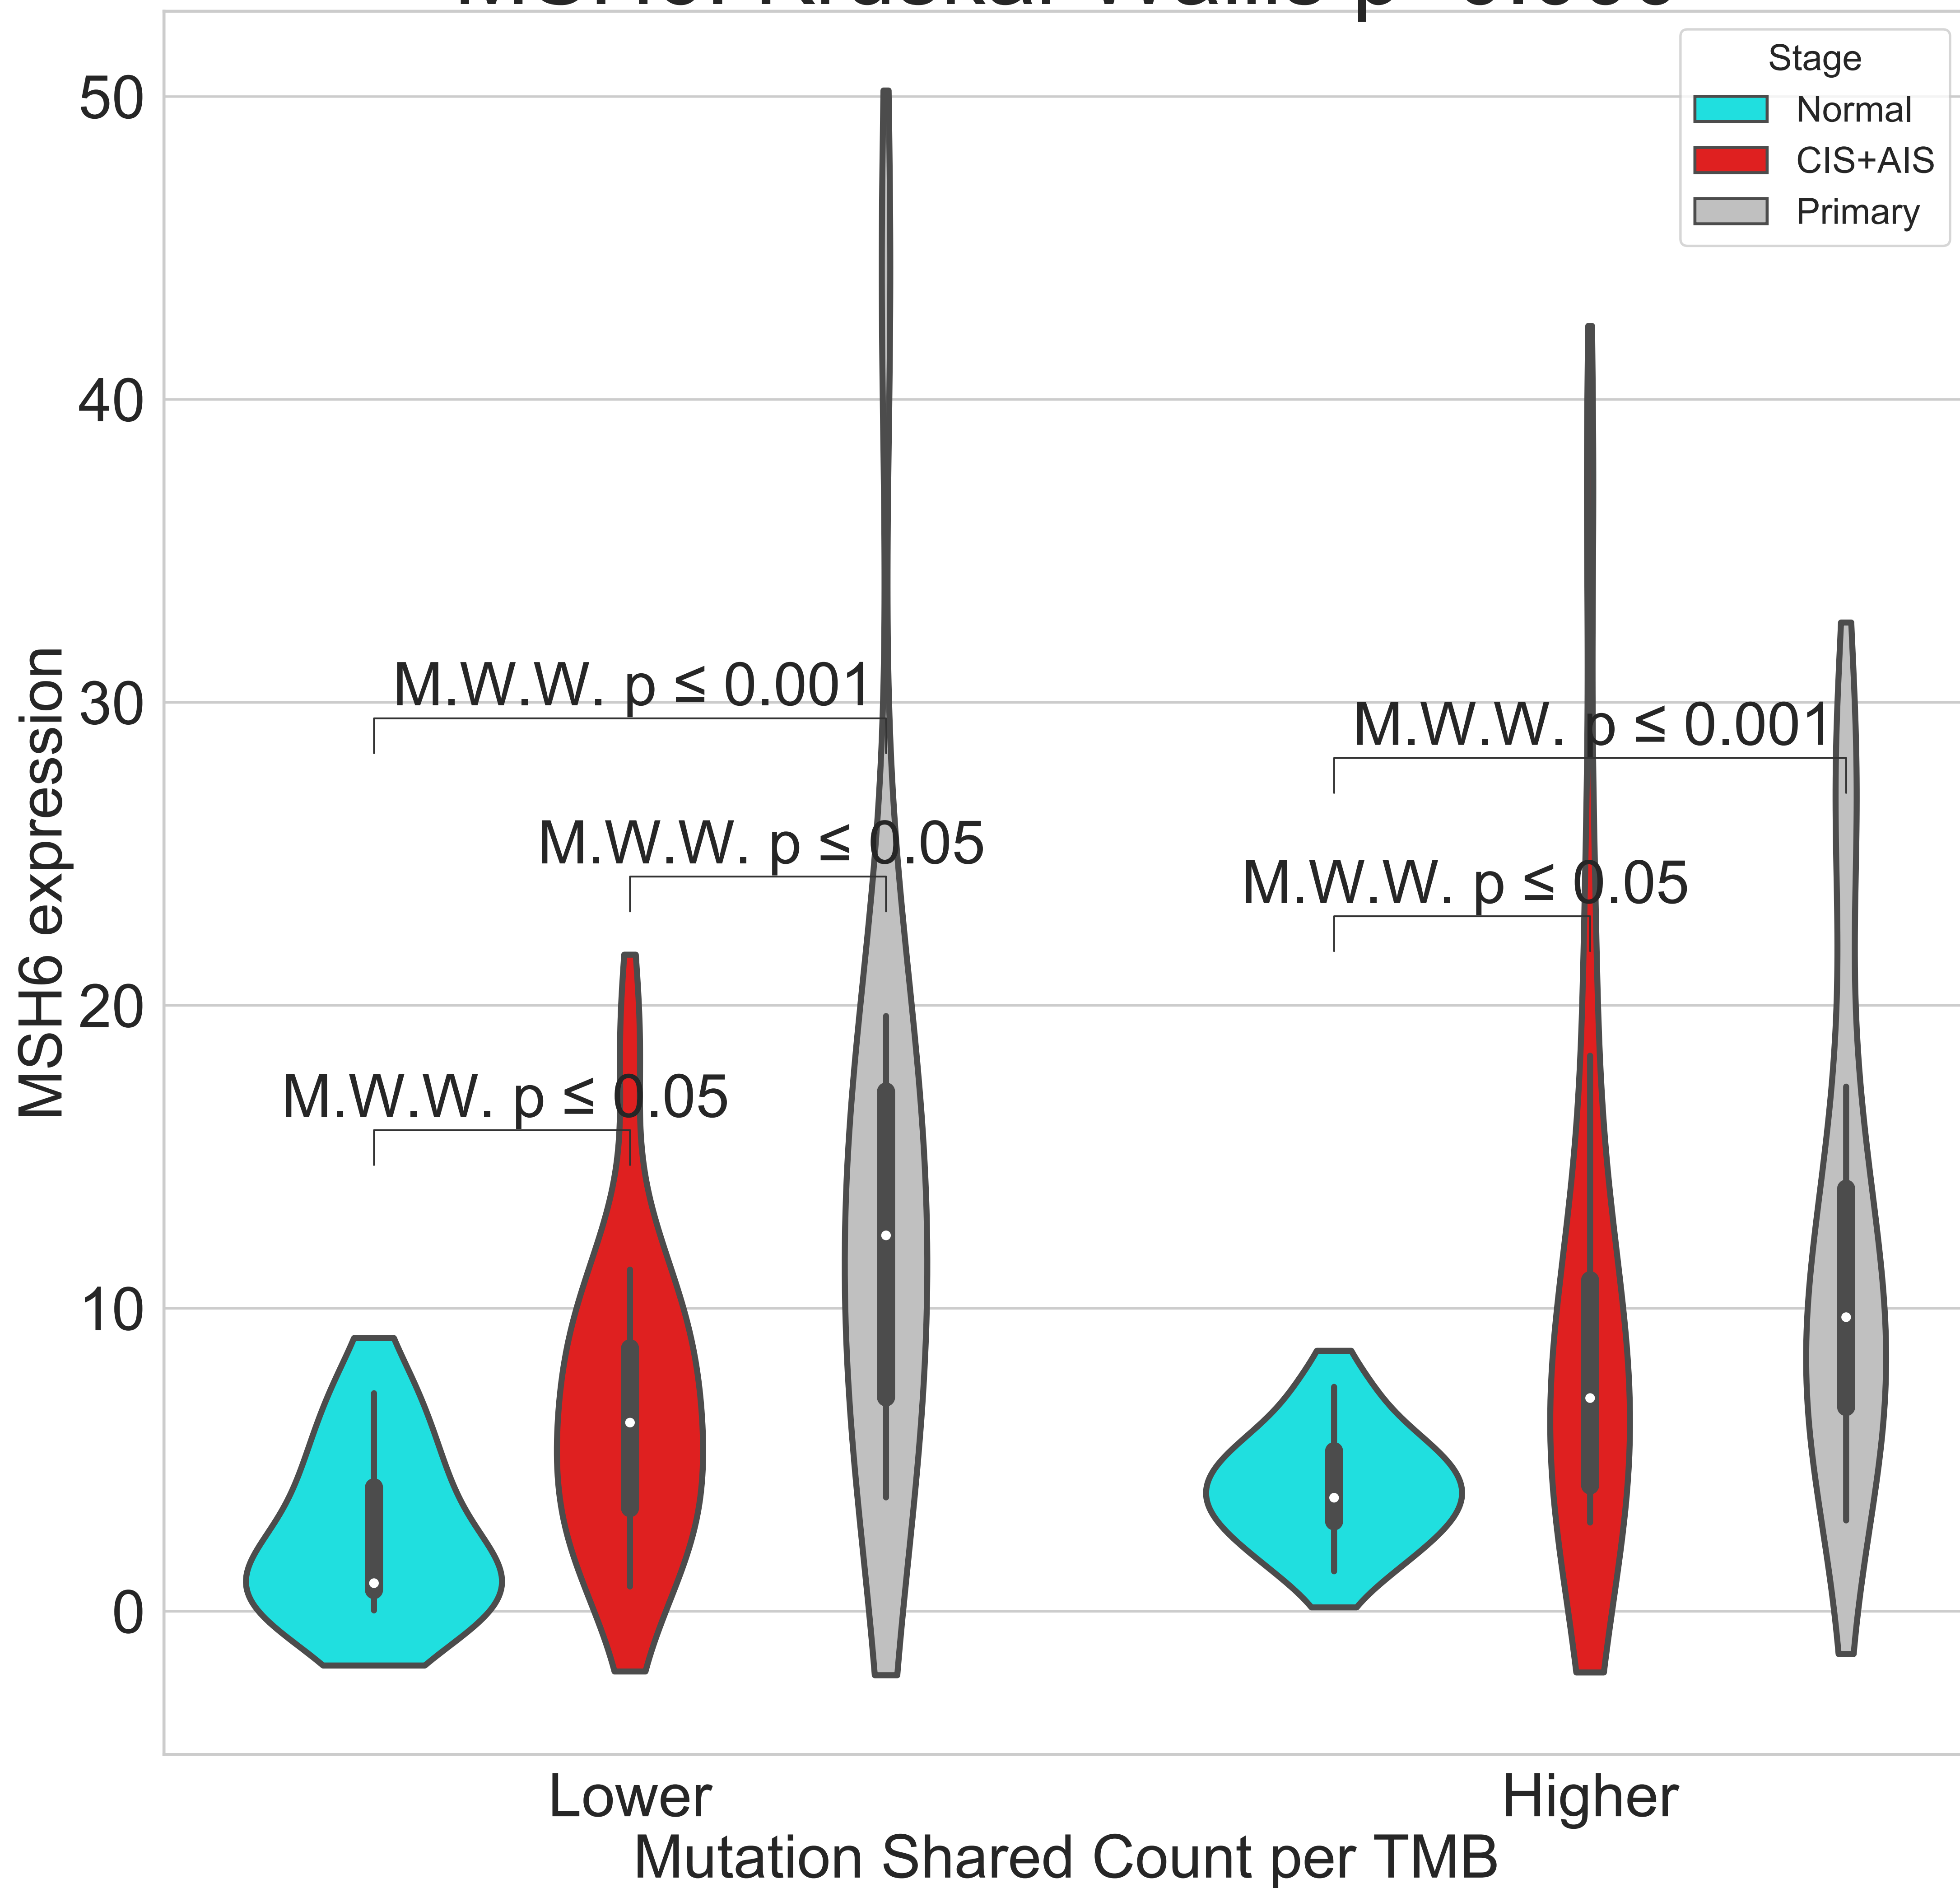 Stage
Normal
CIS+AIS
Primary
50
40
30
20
10
0
MSH6 expression
M.W.W. p ≤ 0.001
M.W.W. p ≤ 0.05
M.W.W. p ≤ 0.05
M.W.W. p ≤ 0.001
M.W.W. p ≤ 0.05
Lower
Higher
Mutation Shared Count per TMB